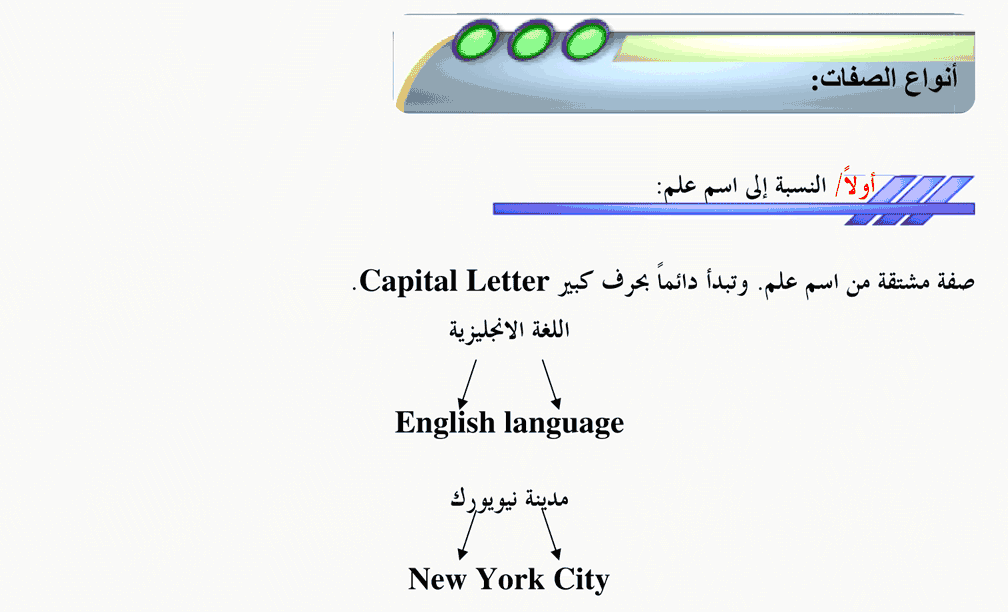 أنواع الصفات:
أولاً/ النسبة إلى اسم علم:
صفة مشتقة من اسم علم. وتبدأ دائماً بحرف كبير Capital Letter.
اللغة الانجليزية
English language
مدينة نيويورك
New York City